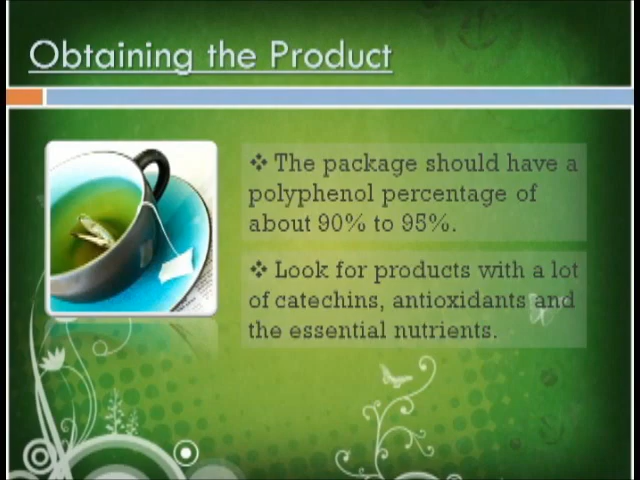 Obtaining the Product
❖ The package should have a
polyphenol percentage of
about 90% to 95%.
❖ Look for products with a lot
of catechins, antioxidants and
the essential nutrients.